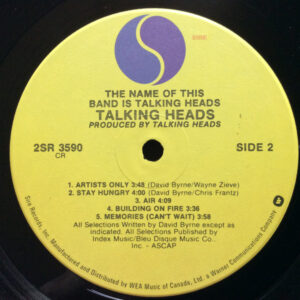 THE NAME OF THIS
BAND IS TALKING HEADS
TALKING HEADS
PRODUCED BY TALKING HEADS
2SR 3590
CR
SIDE 2
1. ARTISTS ONLY 3:48 (David Byrne/Wayne Zieve)
2. STAY HUNGRY 4:00 (David Byrne/Chris Frantz)
3. AIR 4:09
4. BUILDING ON FIRE 3:36
5. MEMORIES (CAN'T WAIT) 3:58
All Selections Written by David Byrne except as
indicated. All Selections Published by
Index Music/Bleu Disque Music Co.,
Inc. - ASCAP
Sire Records, Inc. Manufactured and Distributed by WEA Music of Canada, Ltd. a Warner Communications Company